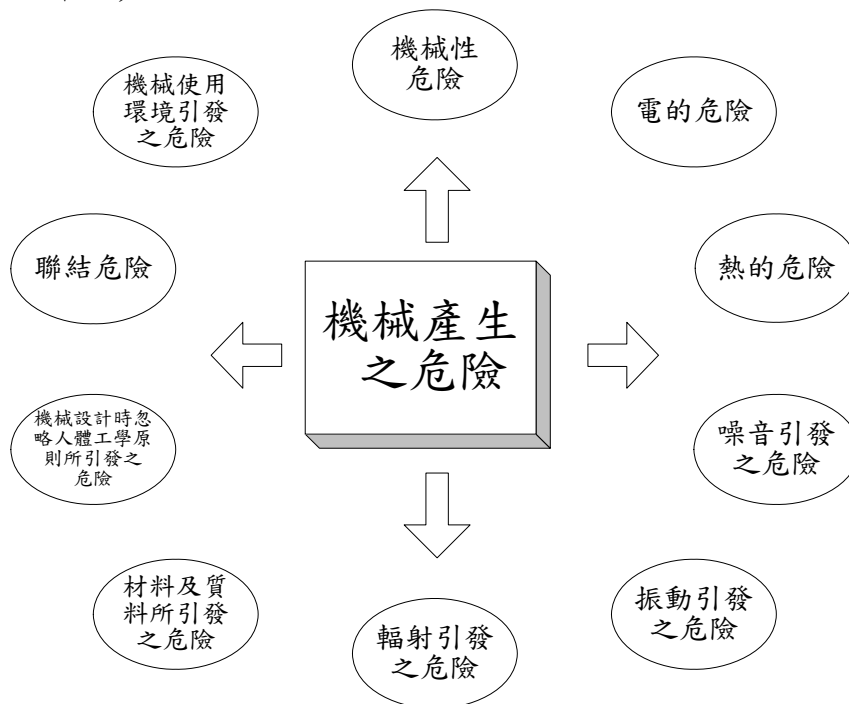 機械性
危險
電的危險
熱的危險
噪音引發
之危險
振動引發
之危險
輻射引發
之危險
材料及質
料所引發
之危險
機械設計時忽
略人體工學原
則所引發之
危險
聯結危險
機械使用
環境引發
之危險
機械產生
之危險